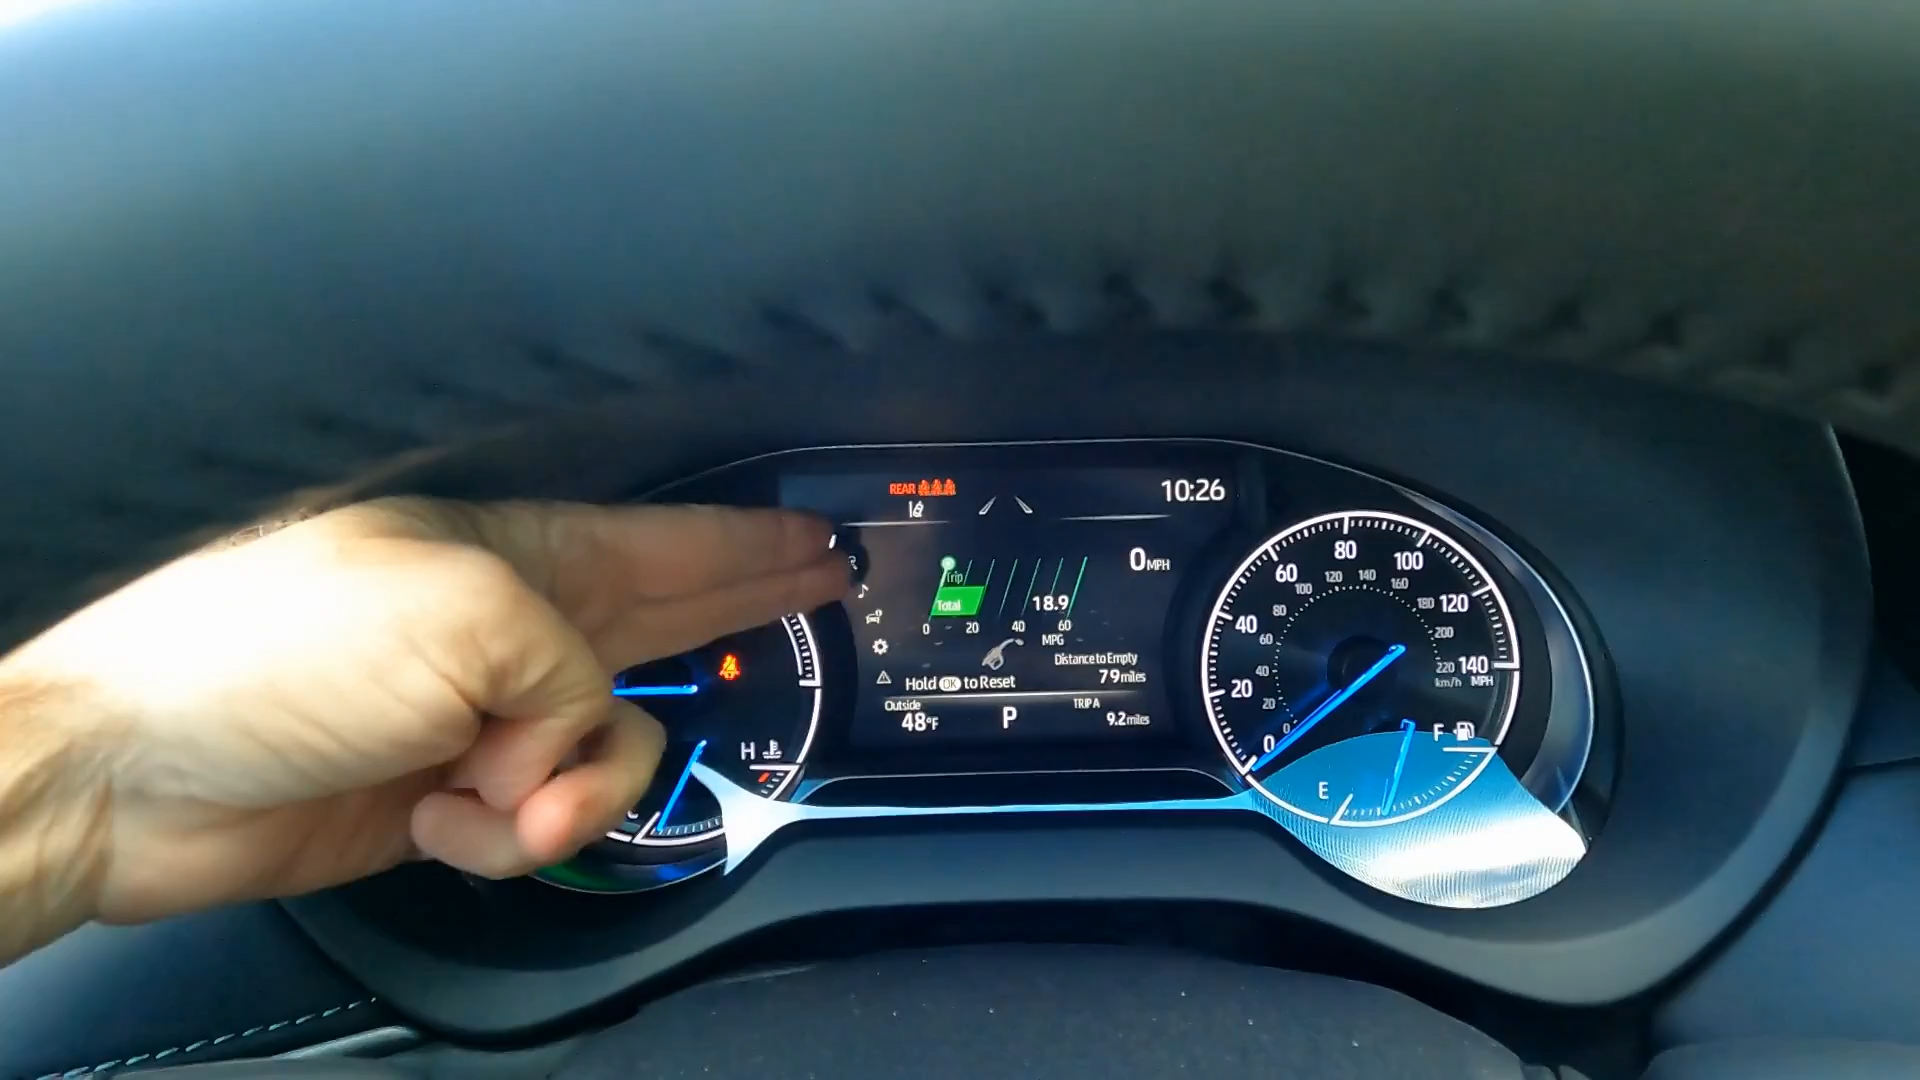 REAR
10:26
0 MPH
Trip
Total
18.9
0 20 40 60
MPG
Distance to Empty
79 miles
Hold OK to Reset
Outside
48°F
P
TRIP A
9.2 miles
H
0 20 40 60 80 100 120 140
MPH
0 20 40 60 80 100 120 140 160 180 200 220
km/h
E
F